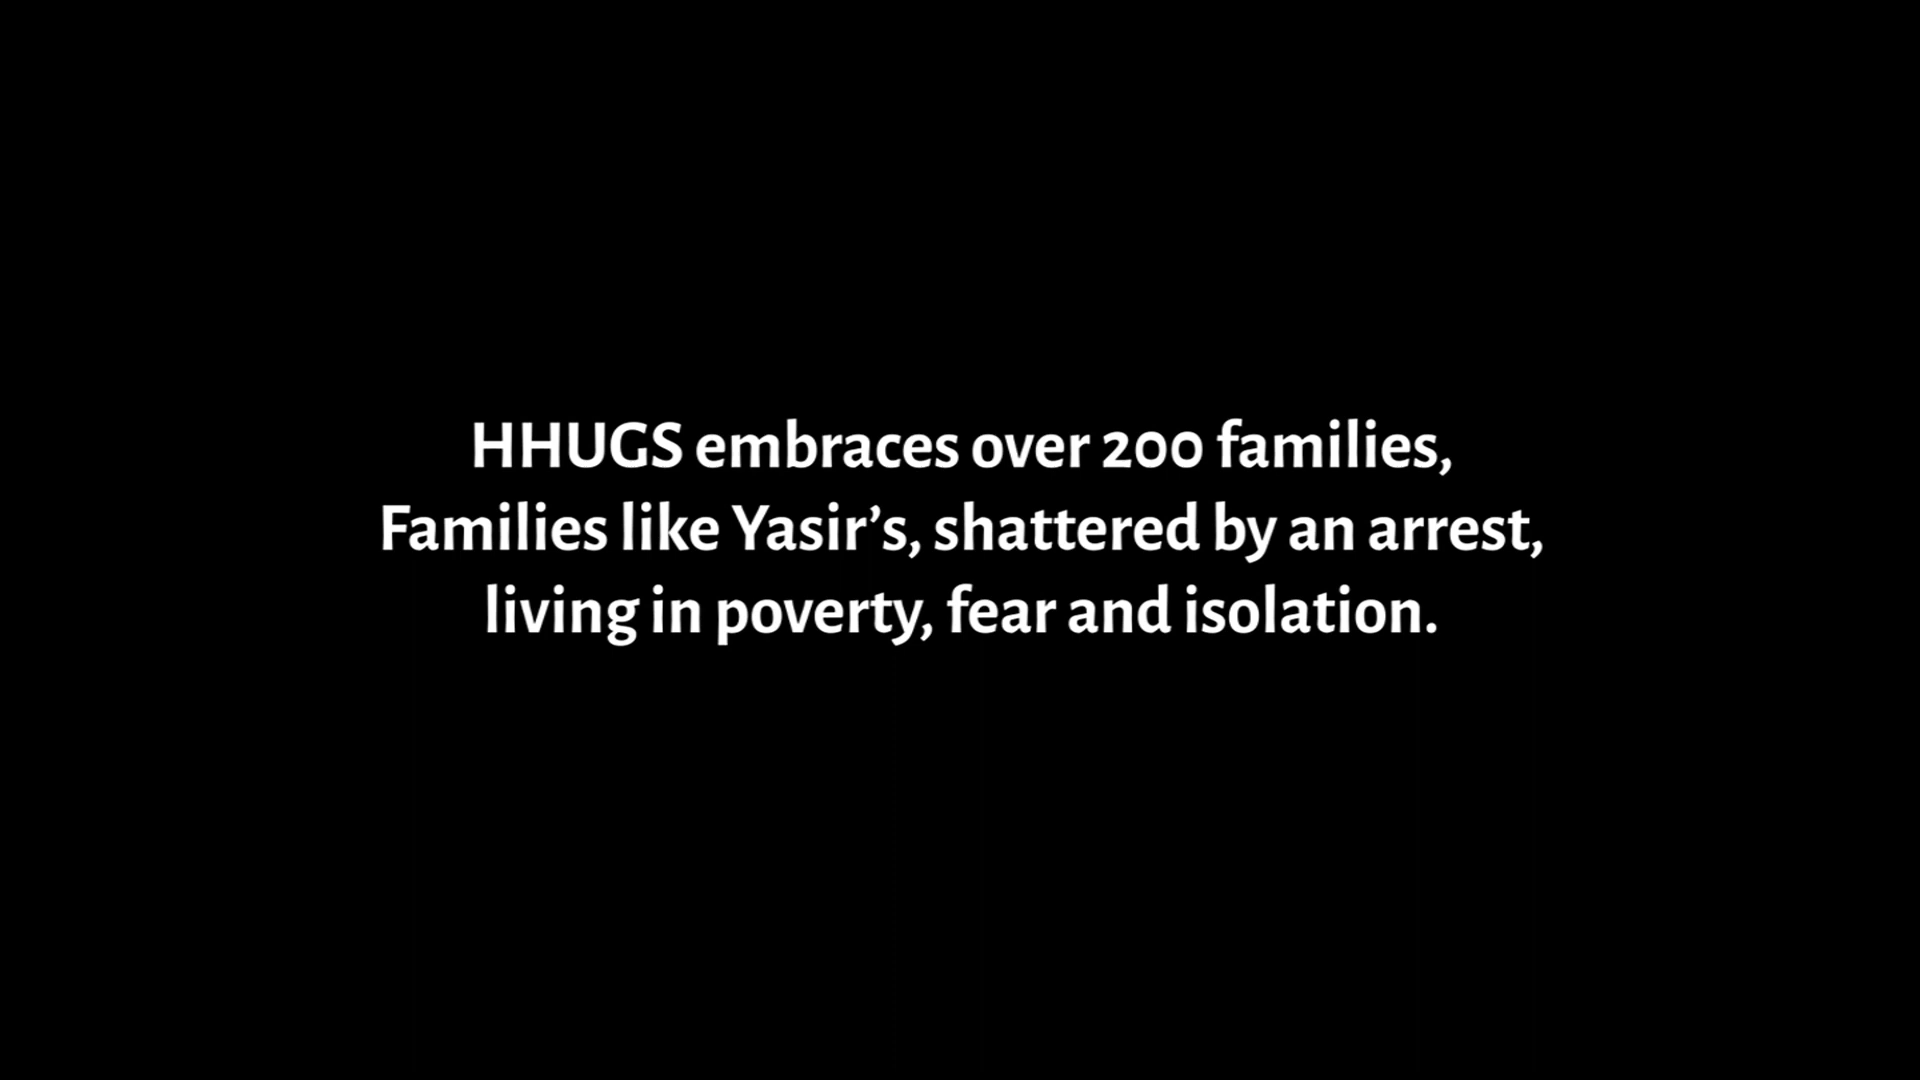 HHUGS embraces over 200 families,
Families like Yasir’s, shattered by an arrest,
living in poverty, fear and isolation.